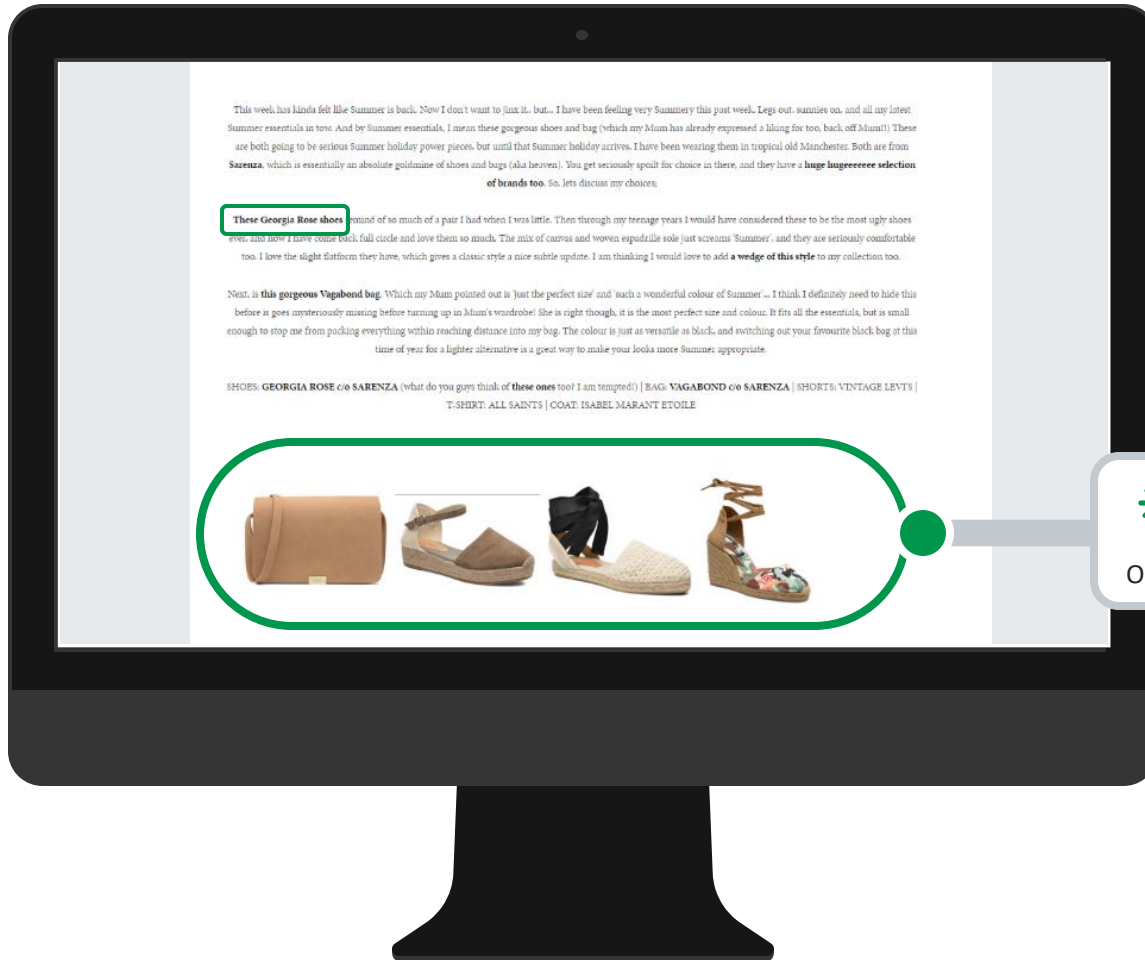 This week has kinda felt like Summer is back. Now I don't want to jinx it.. but... I have been feeling very Summery this past week. Legs out, sunnies on, and all my latest
Summer essentials in tow. And by Summer essentials, I mean these gorgeous shoes and bag (which my Mum has already expressed a liking for too, back off Mum!!) These
are both going to be serious Summer holiday power pieces, but until that Summer holiday arrives, I have been wearing them in tropical old Manchester. Both are from
Sarenza, which is essentially an absolute goldmine of shoes and bags (aka heaven). You get seriously spoilt for choice in there, and they have a huge hugeeeeeee selection
of brands too. So, lets discuss my choices;
These Georgia Rose shoes remind of so much of a pair I had when I was little. Then through my teenage years I would have considered these to be the most ugly shoes
ever, and now I have come back full circle and love them so much. The mix of canvas and woven espadrille sole just screams 'Summer', and they are seriously comfortable
too. I love the slight flatform they have, which gives a classic style a nice subtle update. I am thinking I would love to add a wedge of this style to my collection too.
Next, is this gorgeous Vagabond bag. Which my Mum pointed out is 'just the perfect size' and 'such a wonderful colour of Summer'... I think I definitely need to hide this
before is goes mysteriously missing before turning up in Mum's wardrobe! She is right though, it is the most perfect size and colour. It fits all the essentials, but is small
enough to stop me from packing everything within reaching distance into my bag. The colour is just as versatile as black, and switching out your favourite black bag at this
time of year for a lighter alternative is a great way to make your looks more Summer appropriate.
SHOES: GEORGIA ROSE c/o SARENZA (what do you guys think of these ones too? I am tempted!) | BAG: VAGABOND c/o SARENZA | SHORTS: VINTAGE LEVI'S |
T-SHIRT: ALL SAINTS | COAT: ISABEL MARANT ETOILE